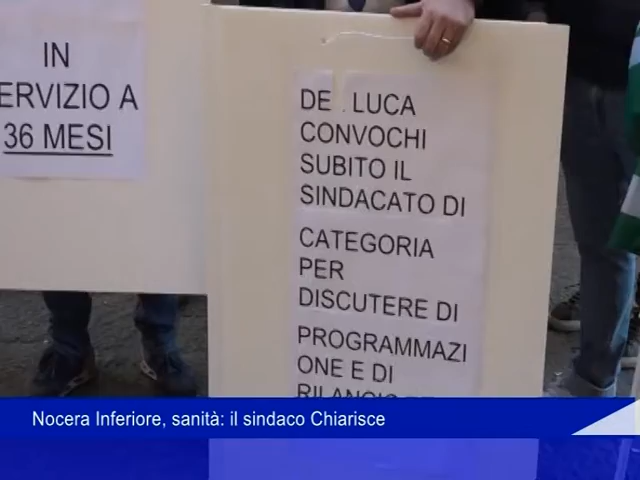 IN
ERVIZIO A
36 MESI
DE LUCA
CONVOCHI
SUBITO IL
SINDACATO DI
CATEGORIA
PER
DISCUTERE DI
PROGRAMMAZI
ONE E DI
RILANCIO
Nocera Inferiore, sanità: il sindaco Chiarisce